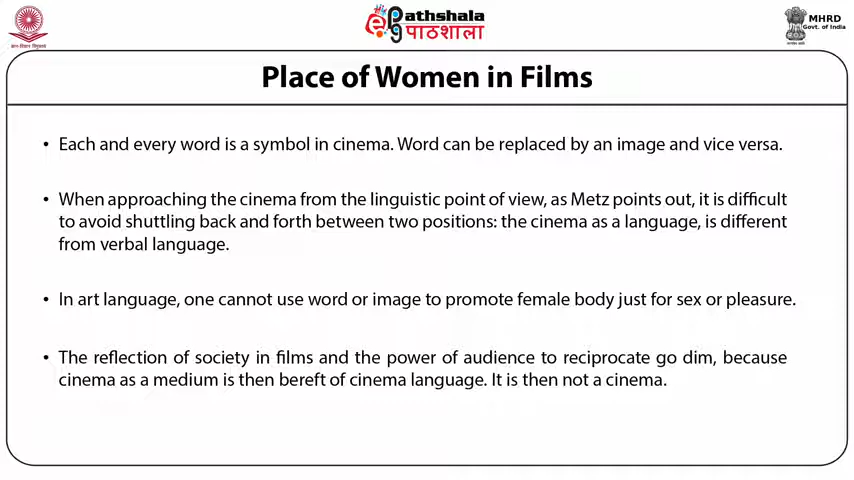 ज्ञान-विज्ञान विमुक्तये
Pathshala
पाठशाला
MHRD
Govt. of India
Place of Women in Films
• Each and every word is a symbol in cinema. Word can be replaced by an image and vice versa.
• When approaching the cinema from the linguistic point of view, as Metz points out, it is difficult
to avoid shuttling back and forth between two positions: the cinema as a language, is different
from verbal language.
• In art language, one cannot use word or image to promote female body just for sex or pleasure.
• The reflection of society in films and the power of audience to reciprocate go dim, because
cinema as a medium is then bereft of cinema language. It is then not a cinema.